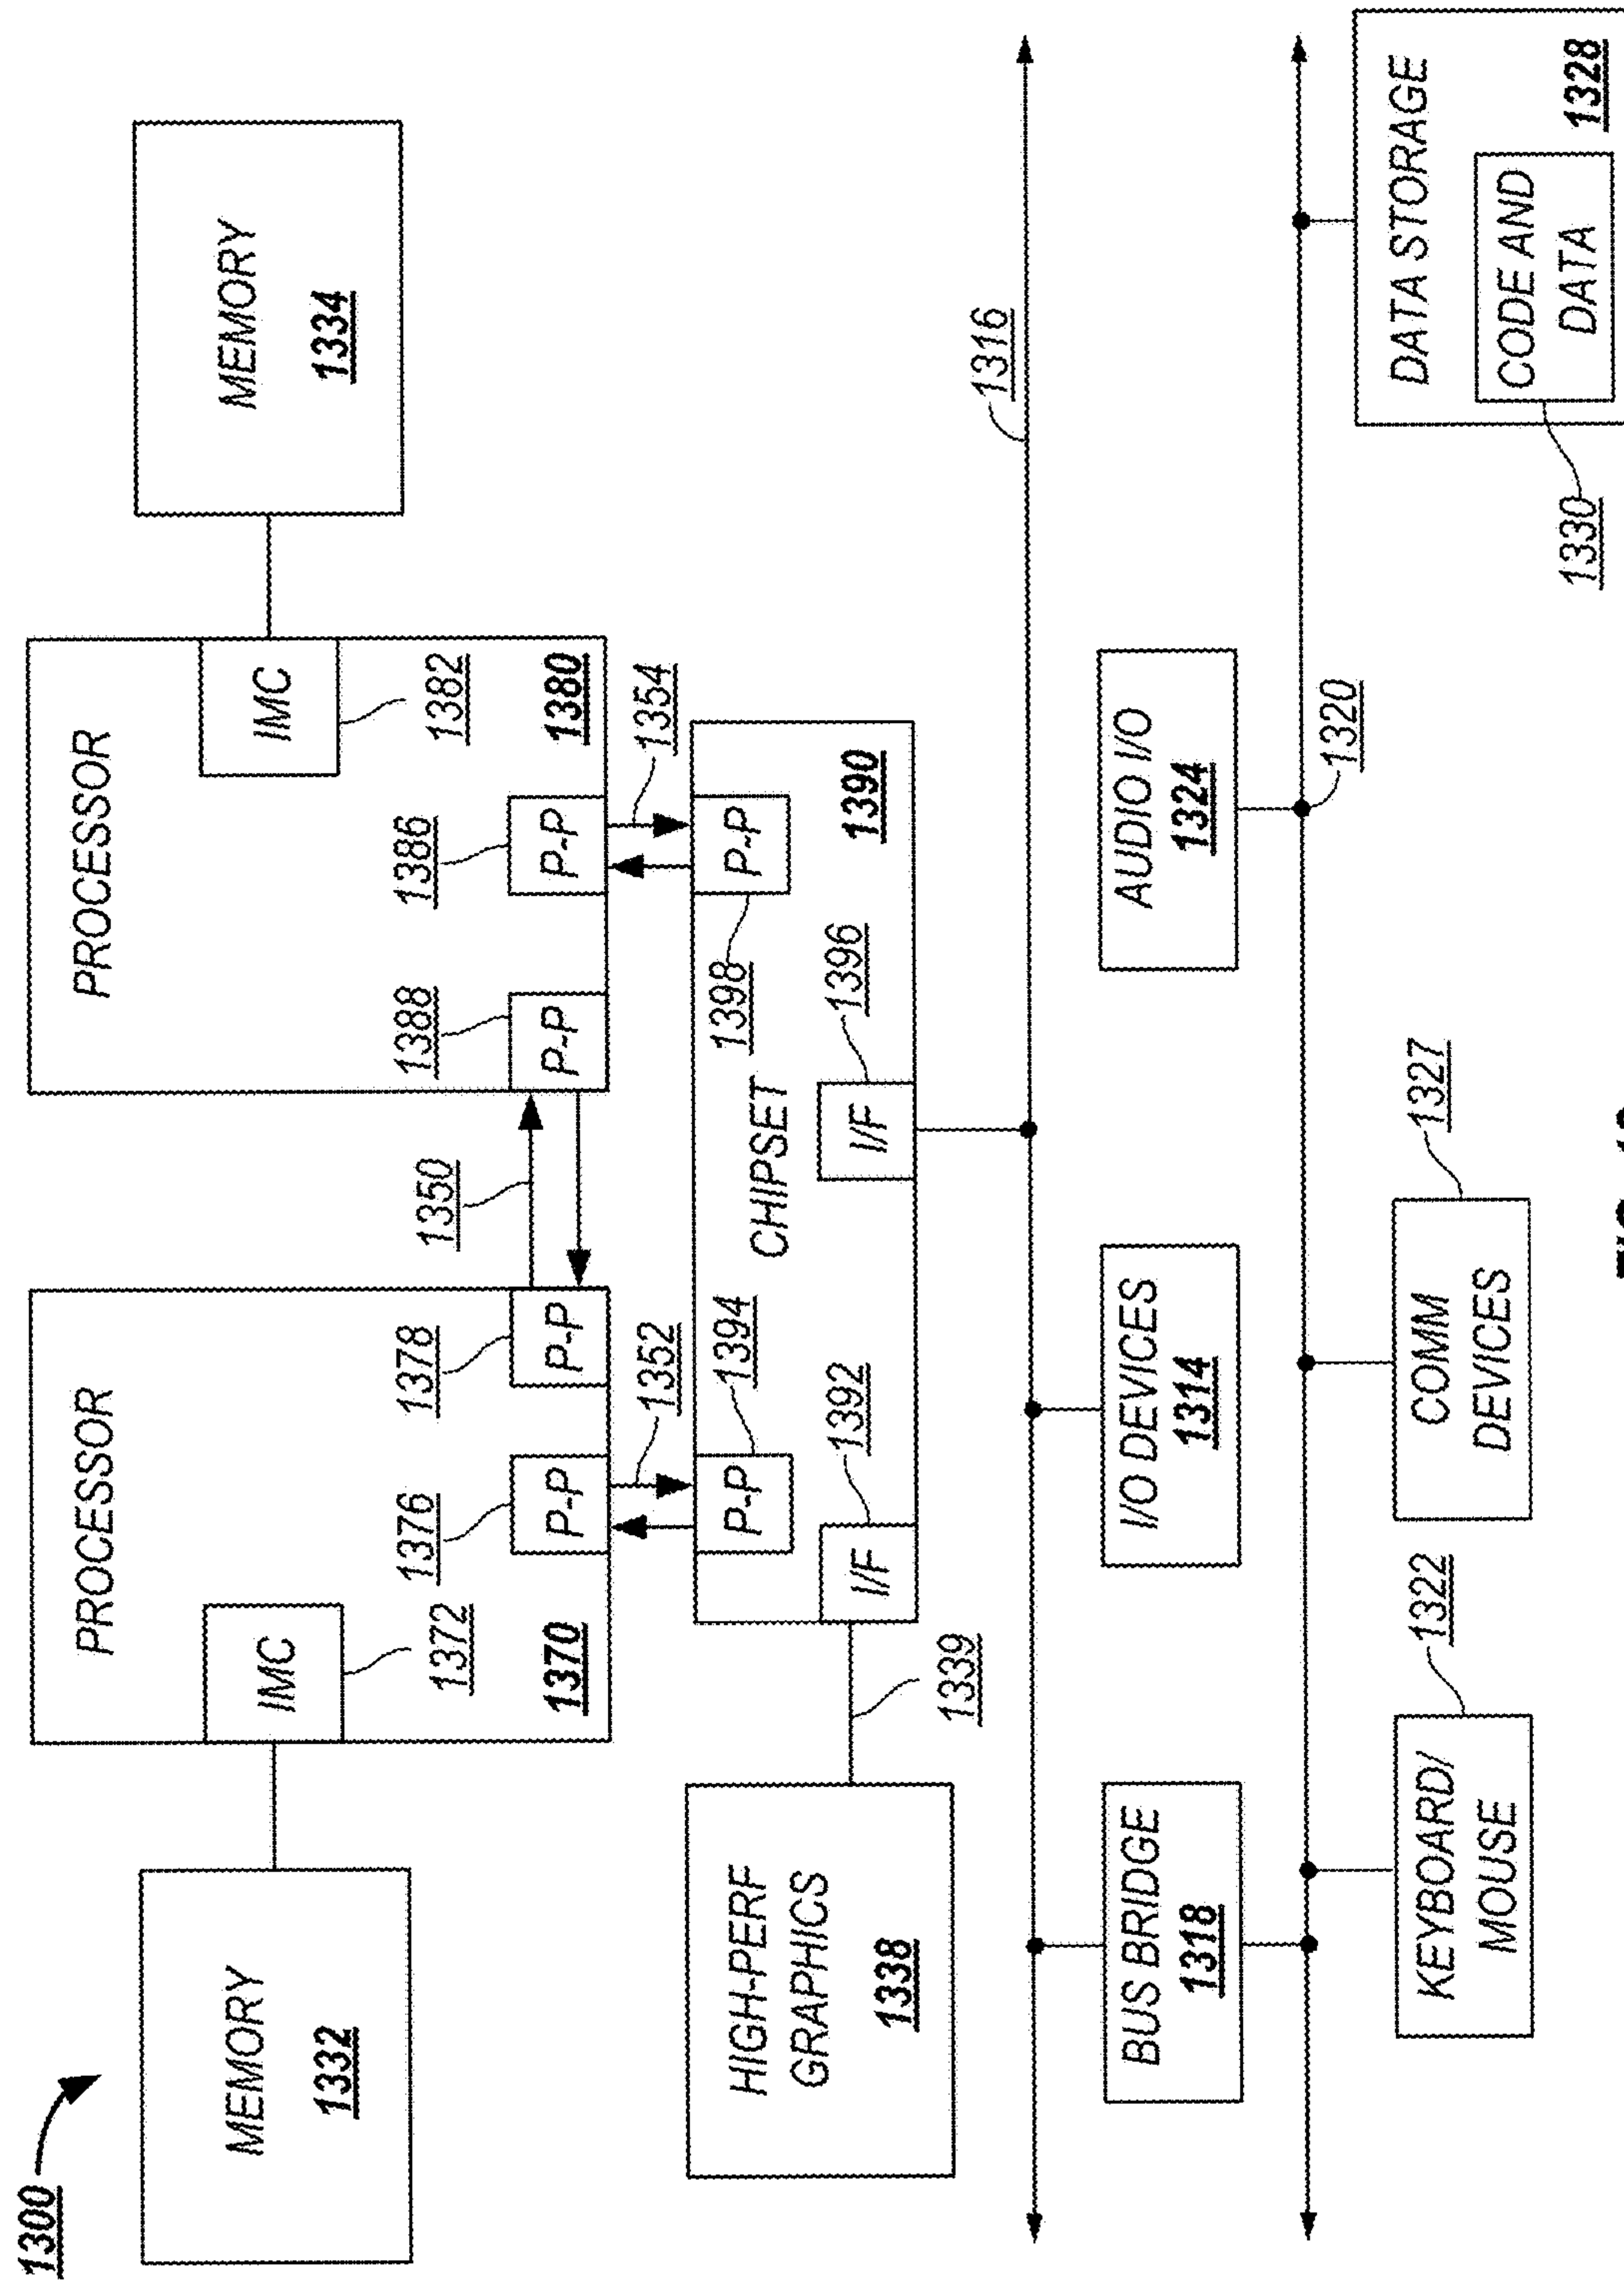 1300
MEMORY
1332
PROCESSOR
IMC
1372
1370
1376
P-P
1378
P-P
1350
PROCESSOR
1388
P-P
1386
P-P
IMC
1382
1380
MEMORY
1334
1352
1354
HIGH-PERF
GRAPHICS
1338
1339
P-P
1394
I/F
1392
CHIPSET
1398
P-P
I/F
1396
1390
1316
BUS BRIDGE
1318
I/O DEVICES
1314
AUDIO I/O
1324
1320
KEYBOARD/
MOUSE
1322
COMM
DEVICES
1327
DATA STORAGE
1328
CODE AND
DATA
1330